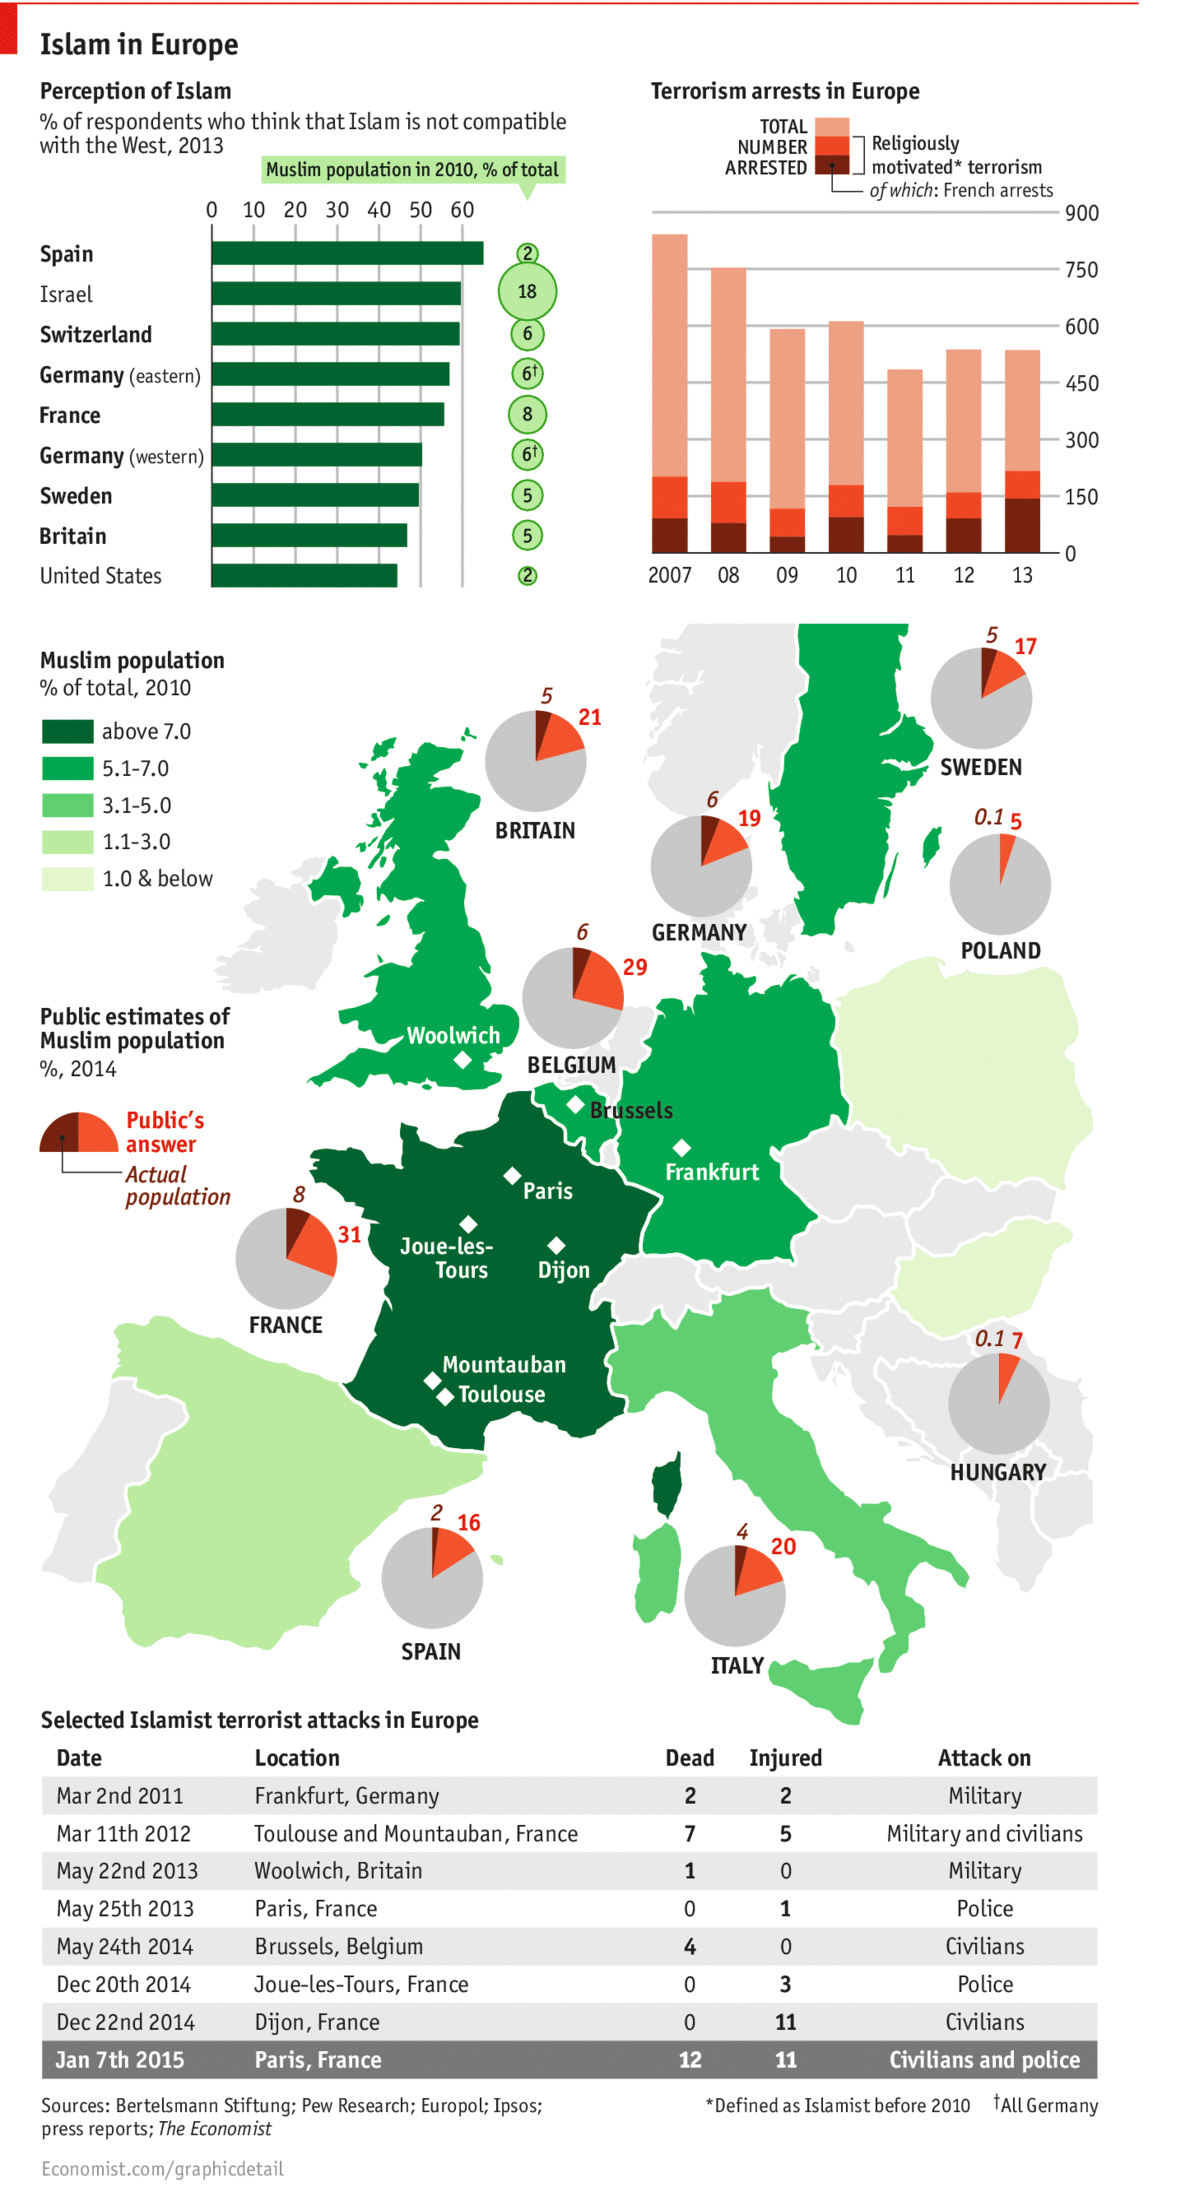 Islam in Europe
Perception of Islam
% of respondents who think that Islam is not compatible
with the West, 2013
Muslim population in 2010, % of total
0 10 20 30 40 50 60
Spain 2
Israel 18
Switzerland 6
Germany (eastern) 6†
France 8
Germany (western) 6†
Sweden 5
Britain 5
United States 2
Terrorism arrests in Europe
TOTAL
NUMBER
ARRESTED
Religiously
motivated* terrorism
of which: French arrests
900
750
600
450
300
150
0
2007 08 09 10 11 12 13
Muslim population
% of total, 2010
above 7.0
5.1-7.0
3.1-5.0
1.1-3.0
1.0 & below
Public estimates of
Muslim population
%, 2014
Public's
answer
Actual
population
5 17
SWEDEN
5 21
BRITAIN
6 19
GERMANY
0.1 5
POLAND
6 29
BELGIUM
Woolwich
Brussels
Frankfurt
Paris
Joue-les-
Tours
Dijon
8 31
FRANCE
Mountauban
Toulouse
0.1 7
HUNGARY
2 16
SPAIN
4 20
ITALY
Selected Islamist terrorist attacks in Europe
Date Location Dead Injured Attack on
Mar 2nd 2011 Frankfurt, Germany 2 2 Military
Mar 11th 2012 Toulouse and Mountauban, France 7 5 Military and civilians
May 22nd 2013 Woolwich, Britain 1 0 Military
May 25th 2013 Paris, France 0 1 Police
May 24th 2014 Brussels, Belgium 4 0 Civilians
Dec 20th 2014 Joue-les-Tours, France 0 3 Police
Dec 22nd 2014 Dijon, France 0 11 Civilians
Jan 7th 2015 Paris, France 12 11 Civilians and police
Sources: Bertelsmann Stiftung; Pew Research; Europol; Ipsos;
press reports; The Economist
*Defined as Islamist before 2010 †All Germany
Economist.com/graphicdetail